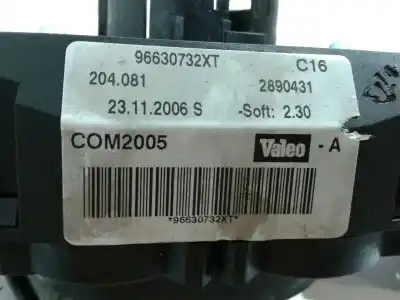 96630732XT C16
204.081 2890431
23.11.2006 S -Soft: 2.30
COM2005 Valeo - A
*96630732XT*